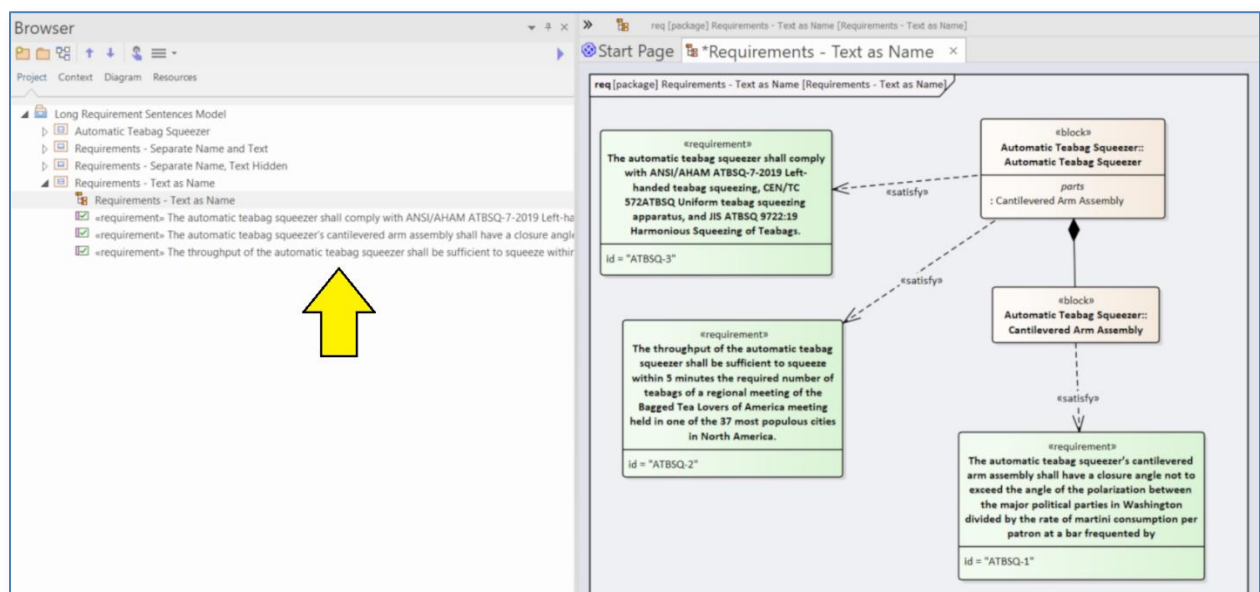 Browser
Project Context Diagram Resources
Long Requirement Sentences Model
Automatic Teabag Squeezer
Requirements - Separate Name and Text
Requirements - Separate Name, Text Hidden
Requirements - Text as Name
Requirements - Text as Name
«requirement» The automatic teabag squeezer shall comply with ANSI/AHAM ATBSQ-7-2019 Left-ha
«requirement» The automatic teabag squeezer's cantilevered arm assembly shall have a closure angle
«requirement» The throughput of the automatic teabag squeezer shall be sufficient to squeeze within
req [package] Requirements - Text as Name [Requirements - Text as Name]
Start Page *Requirements - Text as Name ×
req [package] Requirements - Text as Name [Requirements - Text as Name]
«requirement»
The automatic teabag squeezer shall comply
with ANSI/AHAM ATBSQ-7-2019 Left-
handed teabag squeezing, CEN/TC
572ATBSQ Uniform teabag squeezing
apparatus, and JIS ATBSQ 9722:19
Harmonious Squeezing of Teabags.
id = "ATBSQ-3"
«satisfy»
«block»
Automatic Teabag Squeezer::
Automatic Teabag Squeezer
parts
: Cantilevered Arm Assembly
«satisfy»
«block»
Automatic Teabag Squeezer::
Cantilevered Arm Assembly
«requirement»
The throughput of the automatic teabag
squeezer shall be sufficient to squeeze
within 5 minutes the required number of
teabags of a regional meeting of the
Bagged Tea Lovers of America meeting
held in one of the 37 most populous cities
in North America.
id = "ATBSQ-2"
«satisfy»
«requirement»
The automatic teabag squeezer's cantilevered
arm assembly shall have a closure angle not to
exceed the angle of the polarization between
the major political parties in Washington
divided by the rate of martini consumption per
patron at a bar frequented by
id = "ATBSQ-1"